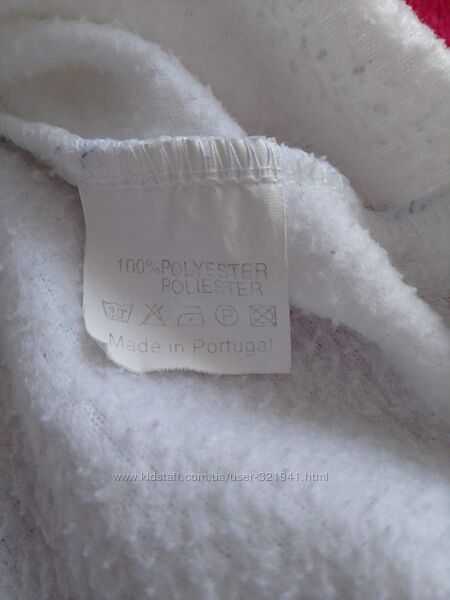 100%POLYESTER
POLIESTER
30 P
Made in Portugal
www.kidstaff.com.ua/user-321941.html